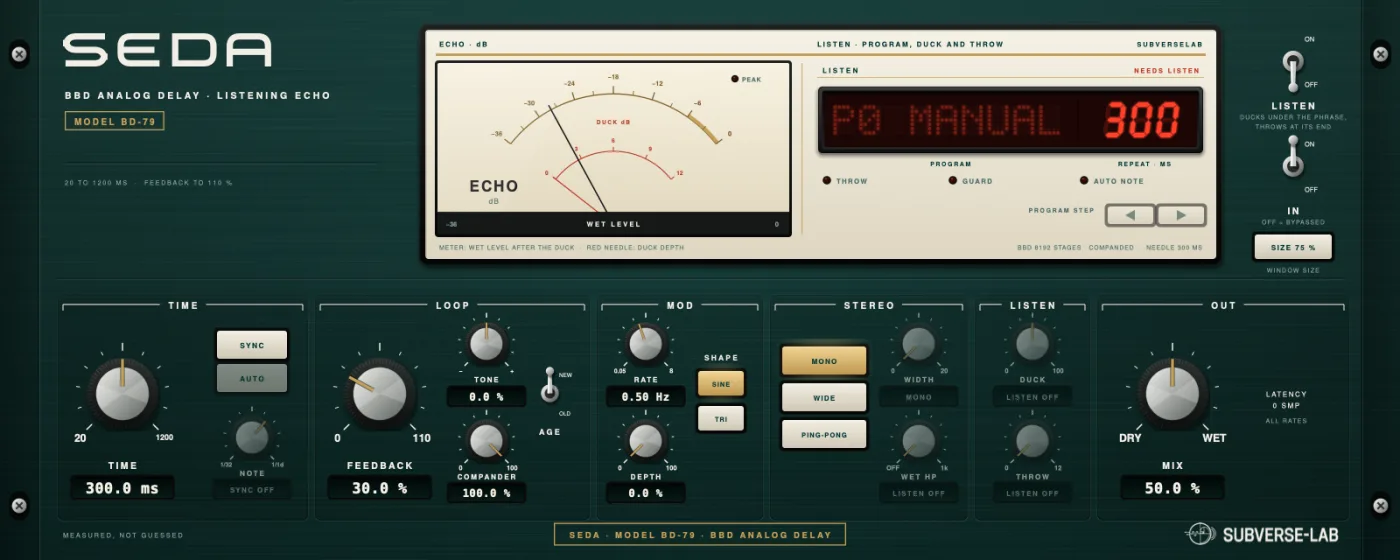 SEDA
BBD ANALOG DELAY · LISTENING ECHO
MODEL BD-79
20 TO 1200 MS · FEEDBACK TO 110 %
ECHO · dB
LISTEN · PROGRAM, DUCK AND THROW
SUBVERSELAB
-36
-30
-24
-18
-12
-6
0
PEAK
DUCK dB
0
3
6
9
12
ECHO
dB
-36
WET LEVEL
0
METER: WET LEVEL AFTER THE DUCK · RED NEEDLE: DUCK DEPTH
LISTEN
NEEDS LISTEN
P0 MANUAL
300
PROGRAM
REPEAT · MS
THROW
GUARD
AUTO NOTE
PROGRAM STEP
BBD 8192 STAGES COMPANDED NEEDLE 300 MS
ON
OFF
LISTEN
DUCKS UNDER THE PHRASE,
THROWS AT ITS END
ON
OFF
IN
OFF = BYPASSED
SIZE 75 %
WINDOW SIZE
TIME
20
1200
TIME
300.0 ms
SYNC
AUTO
1/32
1/1d
NOTE
SYNC OFF
LOOP
0
110
FEEDBACK
30.0 %
-
+
TONE
0.0 %
0
100
COMPANDER
100.0 %
NEW
OLD
AGE
MOD
0.05
8
RATE
0.50 Hz
0
100
DEPTH
0.0 %
SHAPE
SINE
TRI
STEREO
MONO
WIDE
PING-PONG
0
20
WIDTH
MONO
OFF
1k
WET HP
LISTEN OFF
LISTEN
0
100
DUCK
LISTEN OFF
0
12
THROW
LISTEN OFF
OUT
DRY
WET
MIX
50.0 %
LATENCY
0 SMP
ALL RATES
MEASURED, NOT GUESSED
SEDA · MODEL BD-79 · BBD ANALOG DELAY
SUBVERSE-LAB